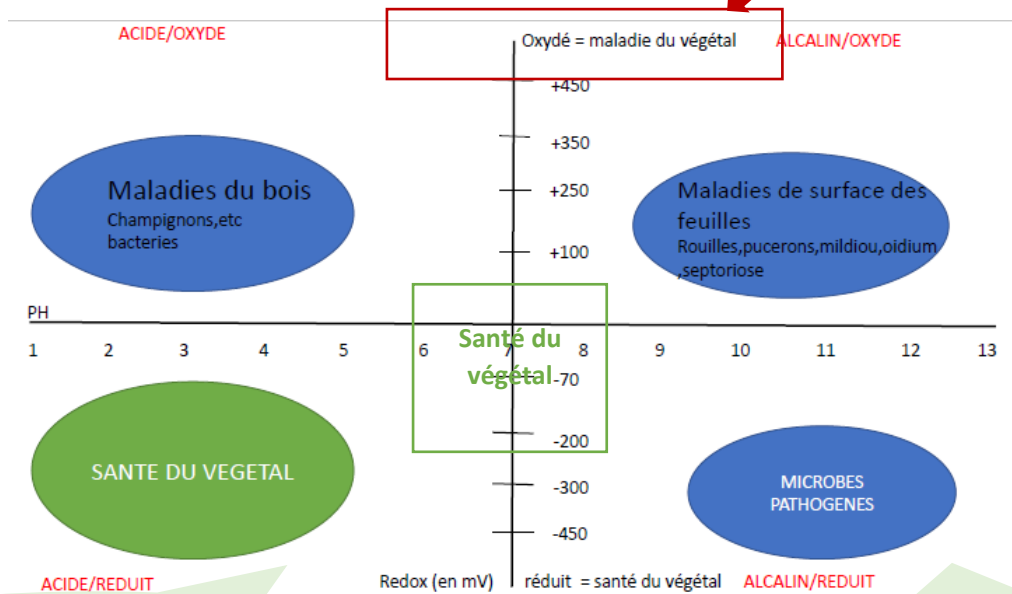 ACIDE/OXYDE
Oxydé = maladie du végétal
ALCALIN/OXYDE
+450
+350
+250
+100
Maladies du bois
Champignons,etc
bacteries
Maladies de surface des
feuilles
Rouilles,pucerons,mildiou,oidium
,septoriose
PH
1 2 3 4 5 6 7 8 9 10 11 12 13
Santé du
végétal
-70
-200
-300
-450
SANTE DU VEGETAL
MICROBES
PATHOGENES
ACIDE/REDUIT
Redox (en mV)
réduit = santé du végétal
ALCALIN/REDUIT